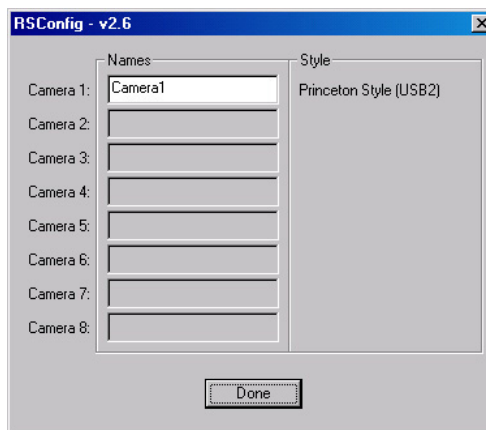 RSConfig - v2.6
Names Style
Camera 1: Camera1 Princeton Style (USB2)
Camera 2:
Camera 3:
Camera 4:
Camera 5:
Camera 6:
Camera 7:
Camera 8:
Done